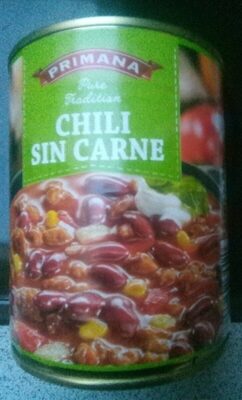 PRIMANA
Pure
Tradition
CHILI
SIN CARNE